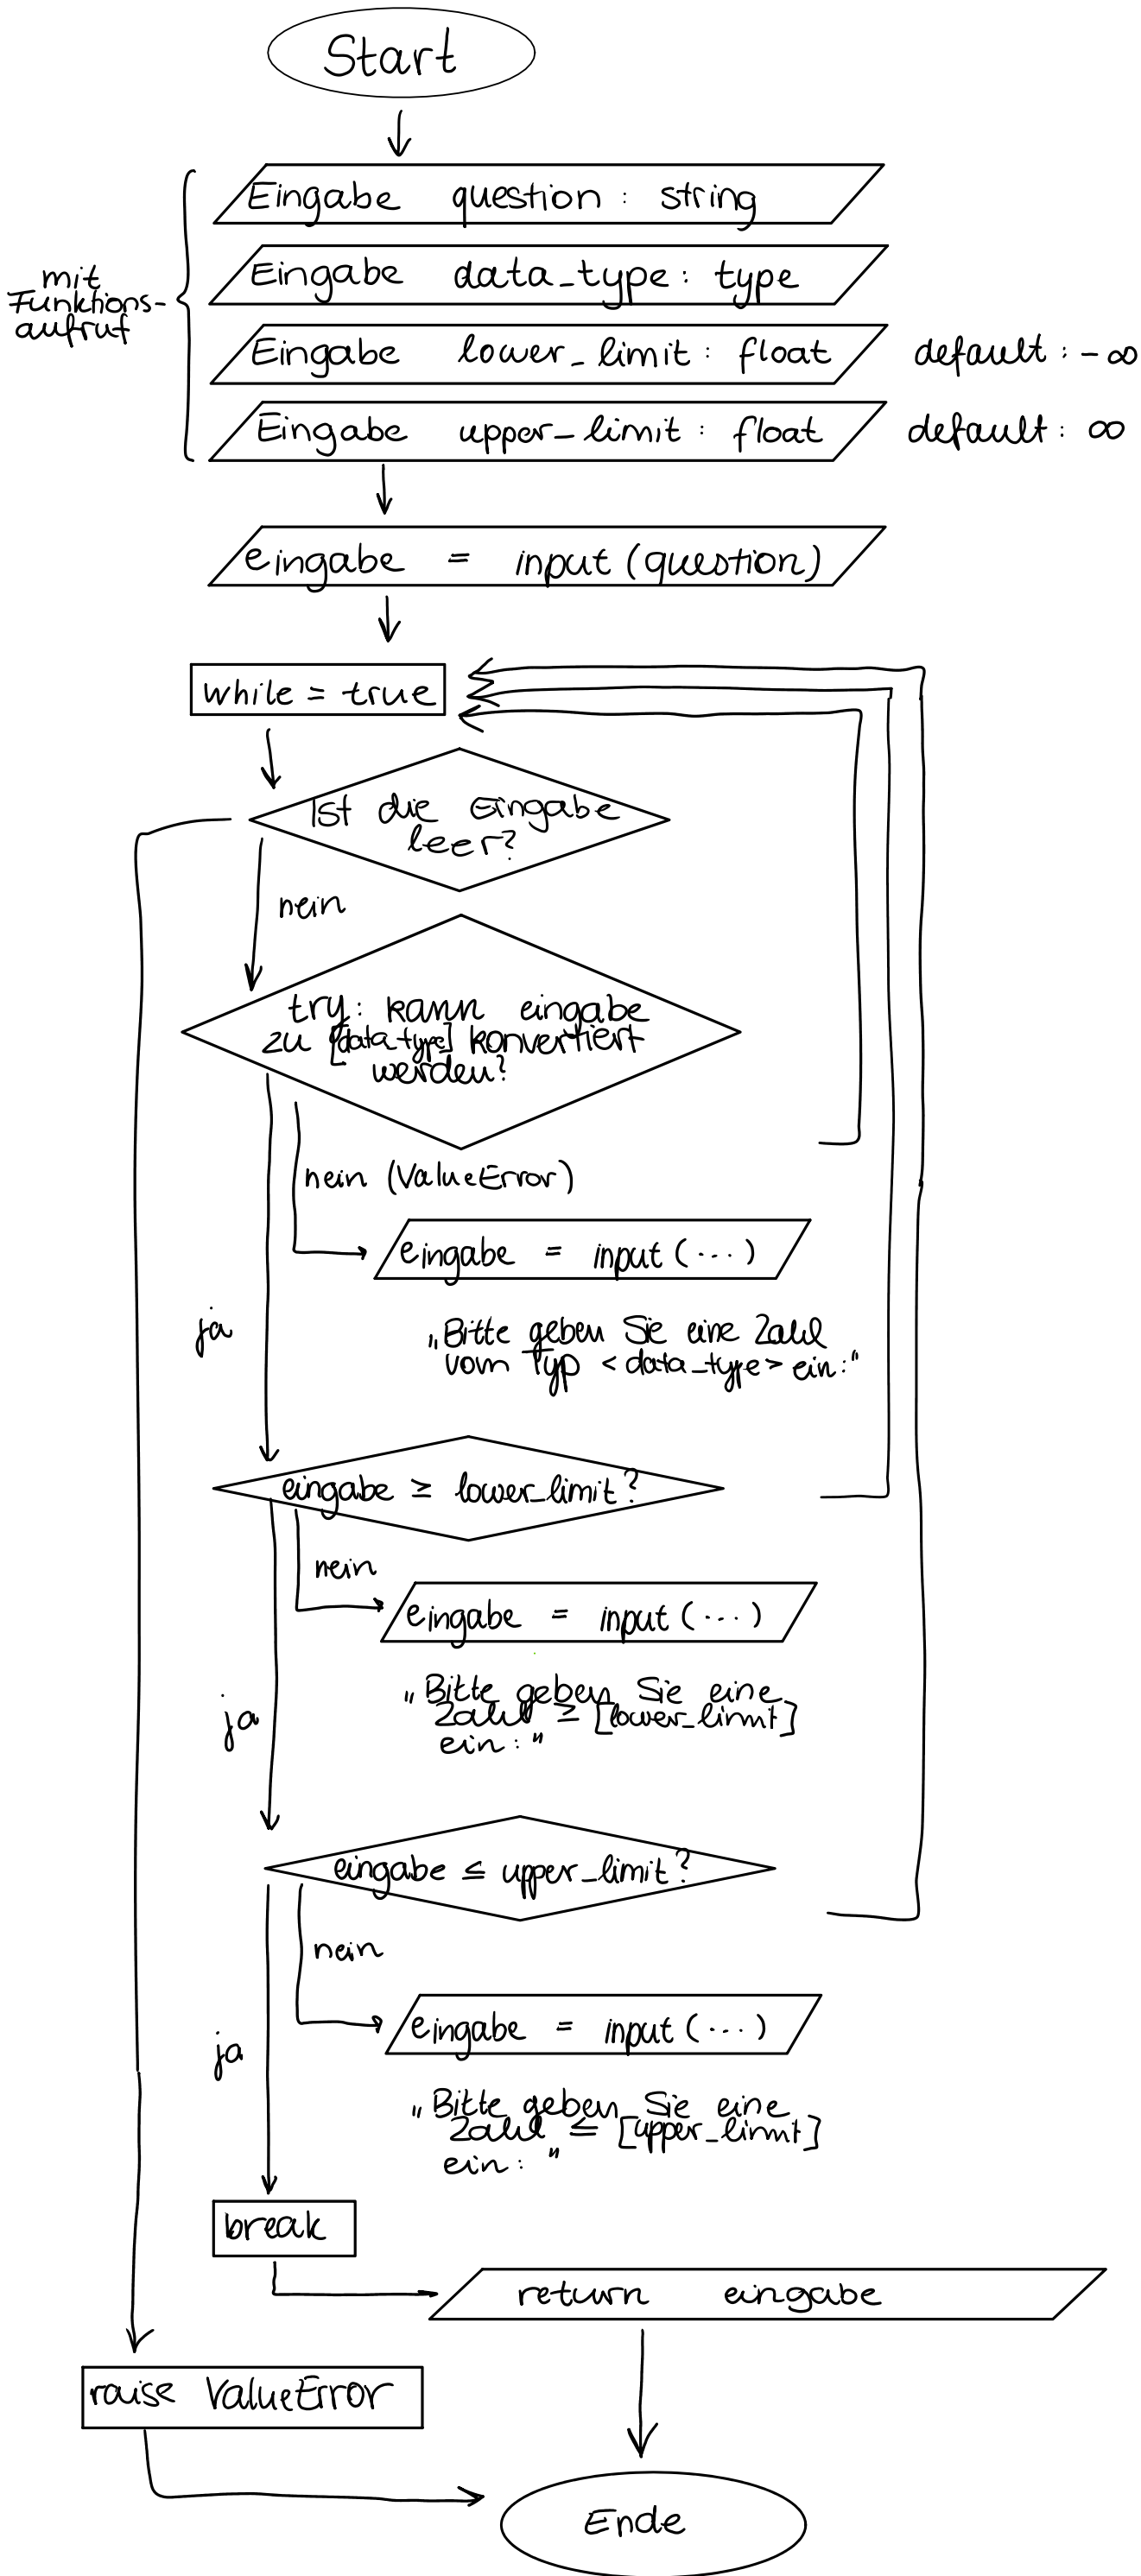 Start
Eingabe question : string
mit
Funktions-
aufruf
Eingabe data_type : type
Eingabe lower_limit : float default : -∞
Eingabe upper_limit : float default : ∞
eingabe = input (question)
while = true
Ist die Eingabe
leer?
nein
try: kann eingabe
zu [data_type] konvertiert
werden?
nein (ValueError)
eingabe = input (...)
ja
„Bitte geben Sie eine Zahl
vom Typ <data_type> ein:"
eingabe ≥ lower_limit?
nein
eingabe = input (...)
ja
„Bitte geben Sie eine
Zahl ≥ [lower_limit]
ein:"
eingabe ≤ upper_limit?
nein
eingabe = input (...)
ja
„Bitte geben Sie eine
Zahl ≤ [upper_limit]
ein:"
break
return eingabe
raise ValueError
Ende